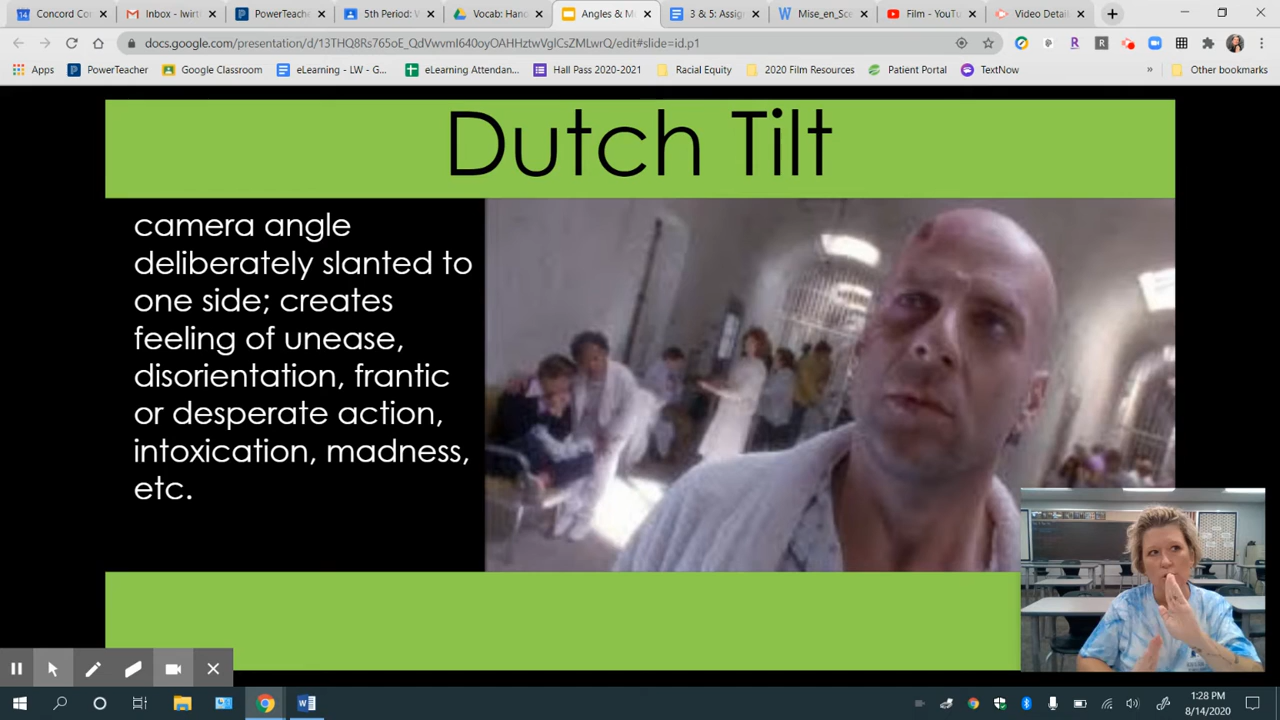 Concord Co
Inbox - lwirt
PowerTeache
5th Period: W
Vocab: Hand
Angles & M
3 & 5: Assig
Mise_en_Sce
Film - YouTu
Video Detail
docs.google.com/presentation/d/13THQ8Rs765oE_QdVwvmI640oyOAHHztwVglCsZMLwrQ/edit#slide=id.p1
Apps PowerTeacher Google Classroom eLearning - LW - G... eLearning Attendan... Hall Pass 2020-2021 Racial Equity 2020 Film Resources Patient Portal TextNow » Other bookmarks
Dutch Tilt
camera angle
deliberately slanted to
one side; creates
feeling of unease,
disorientation, frantic
or desperate action,
intoxication, madness,
etc.
1:28 PM
8/14/2020